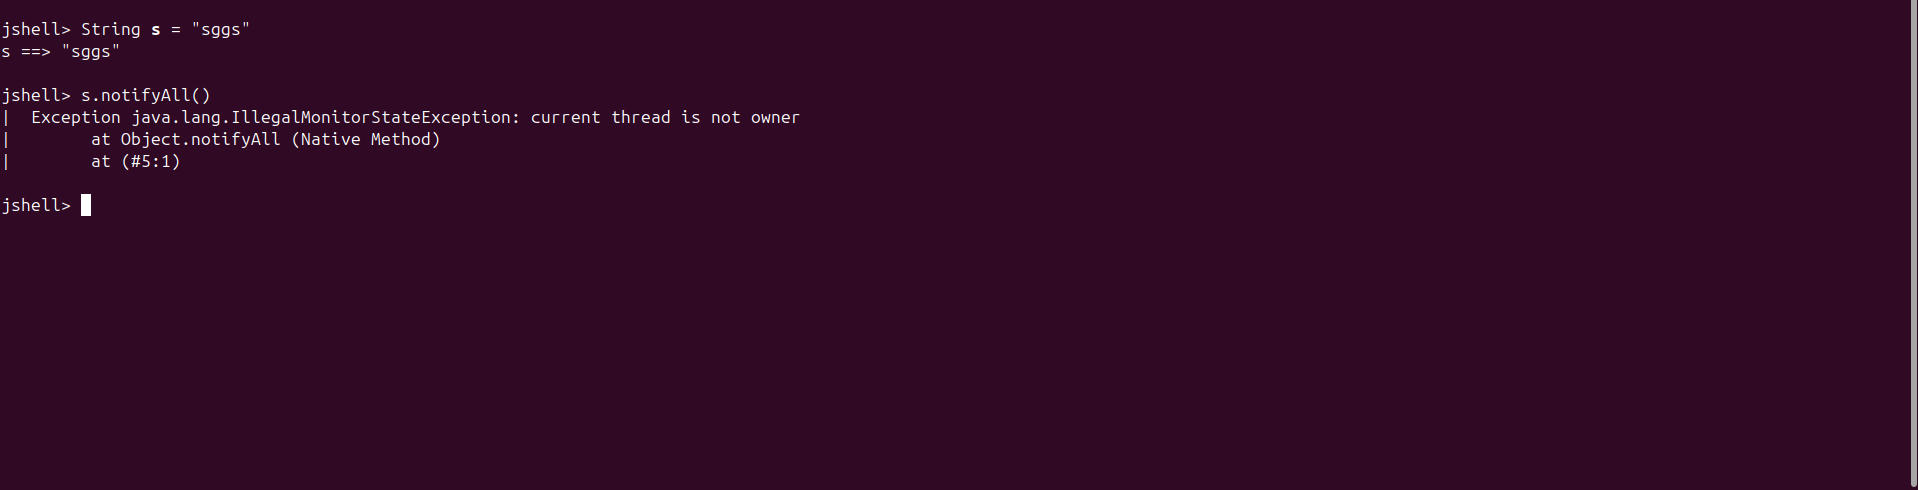 jshell> String s = "sggs"
s ==> "sggs"
jshell> s.notifyAll()
|  Exception java.lang.IllegalMonitorStateException: current thread is not owner
|        at Object.notifyAll (Native Method)
|        at (#5:1)
jshell>